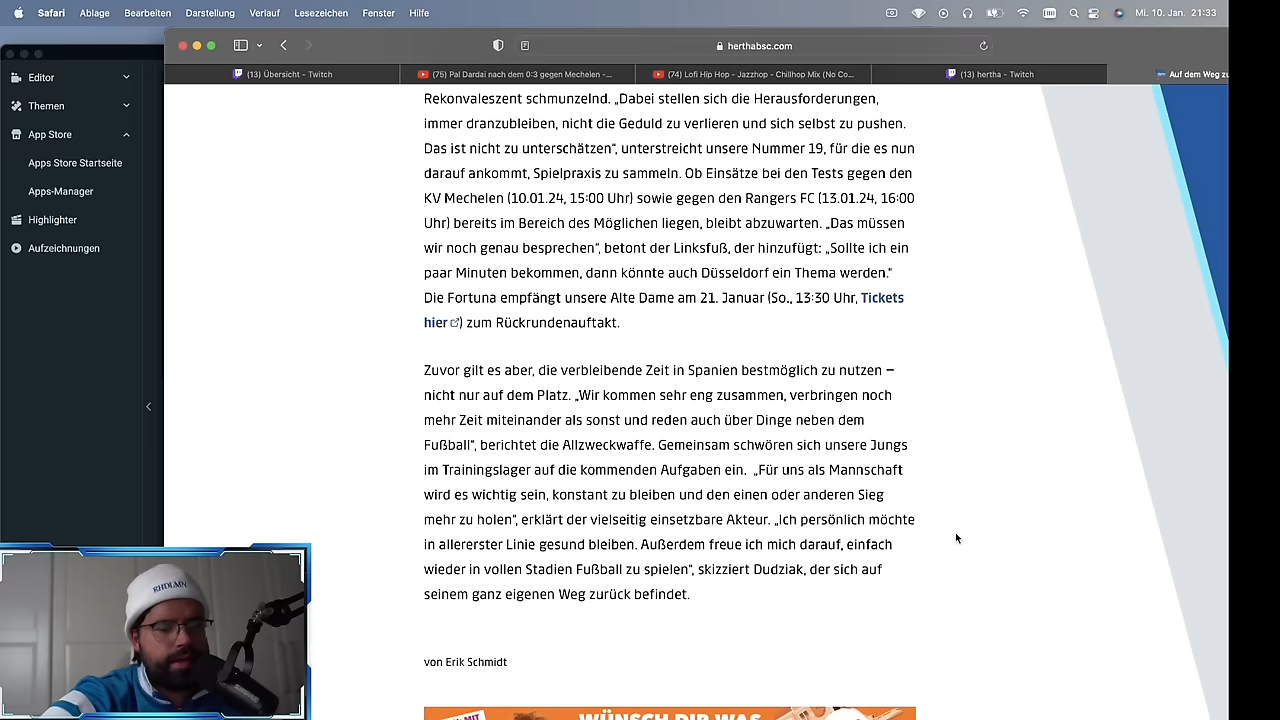 Safari Ablage Bearbeiten Darstellung Verlauf Lesezeichen Fenster Hilfe Mi. 10. Jan. 21:33
herthabsc.com
(13) Übersicht - Twitch
(75) Pal Dardai nach dem 0:3 gegen Mechelen -...
(74) Lofi Hip Hop - Jazzhop - Chillhop Mix (No Co...
(13) hertha - Twitch
Auf dem Weg zu
Editor
Themen
App Store
Apps Store Startseite
Apps-Manager
Highlighter
Aufzeichnungen
Rekonvaleszent schmunzelnd. „Dabei stellen sich die Herausforderungen,
immer dranzubleiben, nicht die Geduld zu verlieren und sich selbst zu pushen.
Das ist nicht zu unterschätzen“, unterstreicht unsere Nummer 19, für die es nun
darauf ankommt, Spielpraxis zu sammeln. Ob Einsätze bei den Tests gegen den
KV Mechelen (10.01.24, 15:00 Uhr) sowie gegen den Rangers FC (13.01.24, 16:00
Uhr) bereits im Bereich des Möglichen liegen, bleibt abzuwarten. „Das müssen
wir noch genau besprechen“, betont der Linksfuß, der hinzufügt: „Sollte ich ein
paar Minuten bekommen, dann könnte auch Düsseldorf ein Thema werden.“
Die Fortuna empfängt unsere Alte Dame am 21. Januar (So., 13:30 Uhr, Tickets
hier) zum Rückrundenauftakt.
Zuvor gilt es aber, die verbleibende Zeit in Spanien bestmöglich zu nutzen –
nicht nur auf dem Platz. „Wir kommen sehr eng zusammen, verbringen noch
mehr Zeit miteinander als sonst und reden auch über Dinge neben dem
Fußball“, berichtet die Allzweckwaffe. Gemeinsam schwören sich unsere Jungs
im Trainingslager auf die kommenden Aufgaben ein. „Für uns als Mannschaft
wird es wichtig sein, konstant zu bleiben und den einen oder anderen Sieg
mehr zu holen“, erklärt der vielseitig einsetzbare Akteur. „Ich persönlich möchte
in allererster Linie gesund bleiben. Außerdem freue ich mich darauf, einfach
wieder in vollen Stadien Fußball zu spielen“, skizziert Dudziak, der sich auf
seinem ganz eigenen Weg zurück befindet.
von Erik Schmidt
WÜNSCH DIR WAS